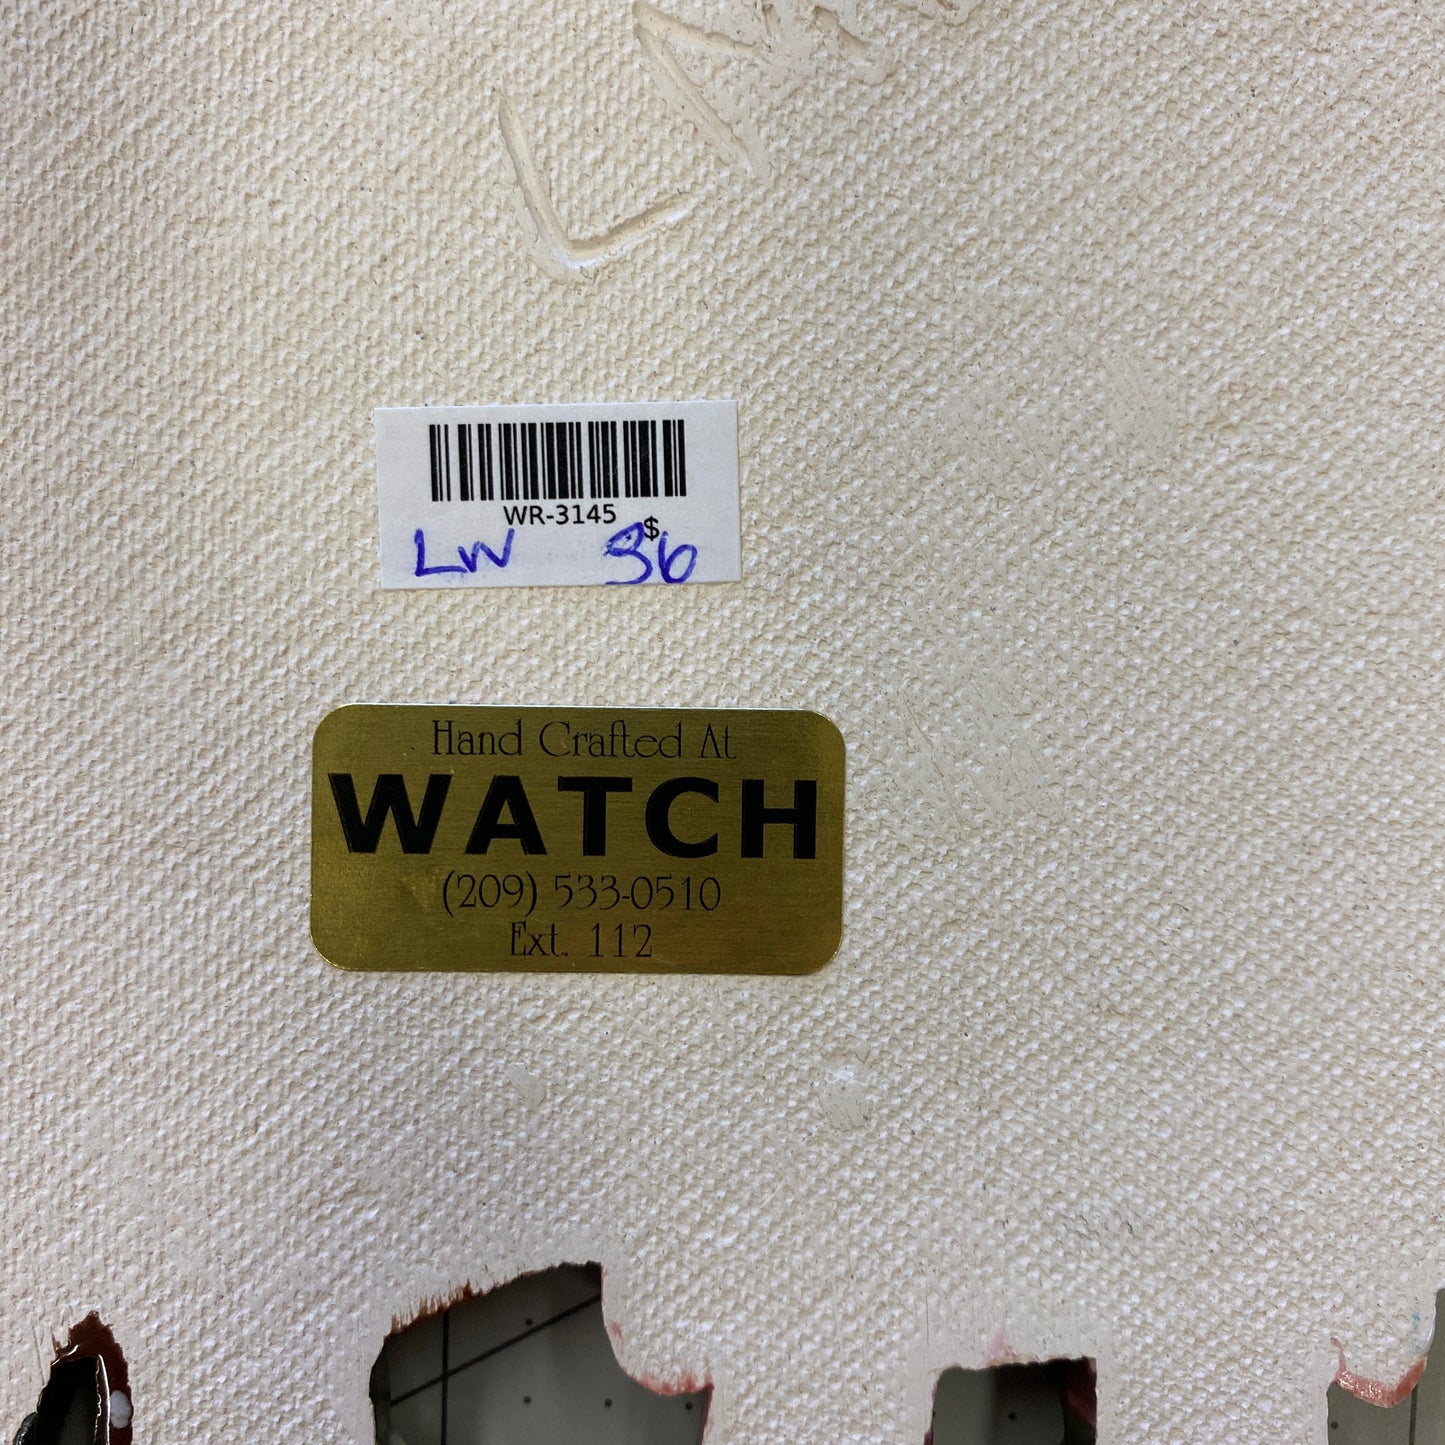 WR-3145
$
LW 36
Hand Crafted At
WATCH
(209) 533-0510
Ext. 112